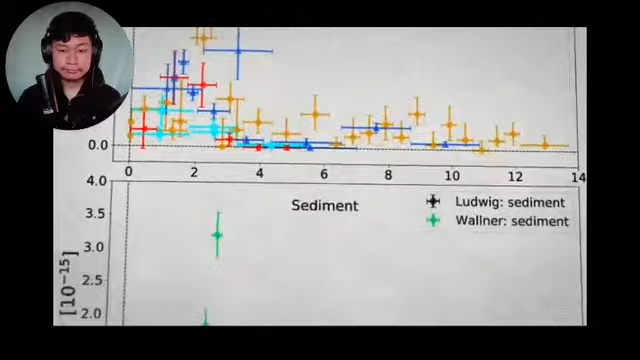 0.0
0 2 4 6 8 10 12 14
4.0
Sediment
Ludwig: sediment
3.5
Wallner: sediment
3.0
2.5
2.0
[10⁻¹⁵]